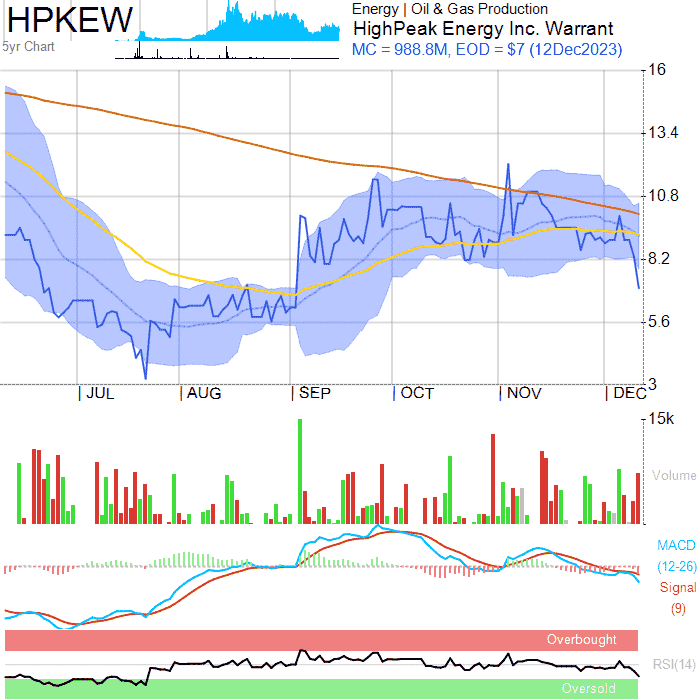 HPKEW
5yr Chart
Energy | Oil & Gas Production
HighPeak Energy Inc. Warrant
MC = 988.8M, EOD = $7 (12Dec2023)
16
13.4
10.8
8.2
5.6
3
| JUL
| AUG
| SEP
| OCT
| NOV
| DEC
15k
Volume
MACD
(12-26)
Signal
(9)
Overbought
RSI(14)
Oversold